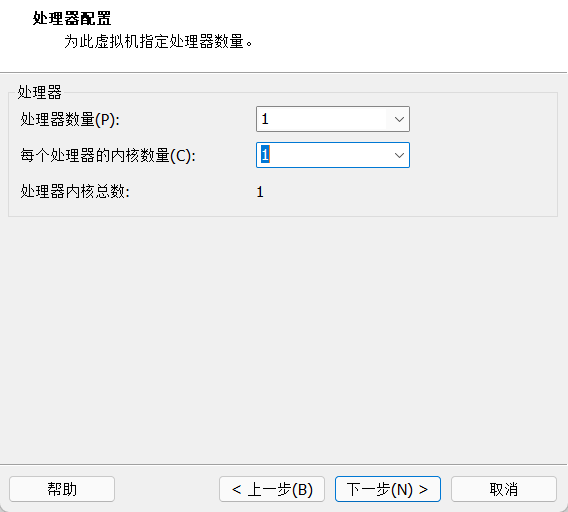 处理器配置
为此虚拟机指定处理器数量。
处理器
处理器数量(P): 1
每个处理器的内核数量(C): 1
处理器内核总数: 1
帮助 < 上一步(B) 下一步(N) > 取消